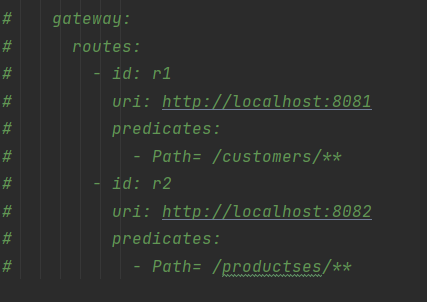 #    gateway:
#      routes:
#        - id: r1
#          uri: http://localhost:8081
#          predicates:
#            - Path= /customers/**
#        - id: r2
#          uri: http://localhost:8082
#          predicates:
#            - Path= /productses/**